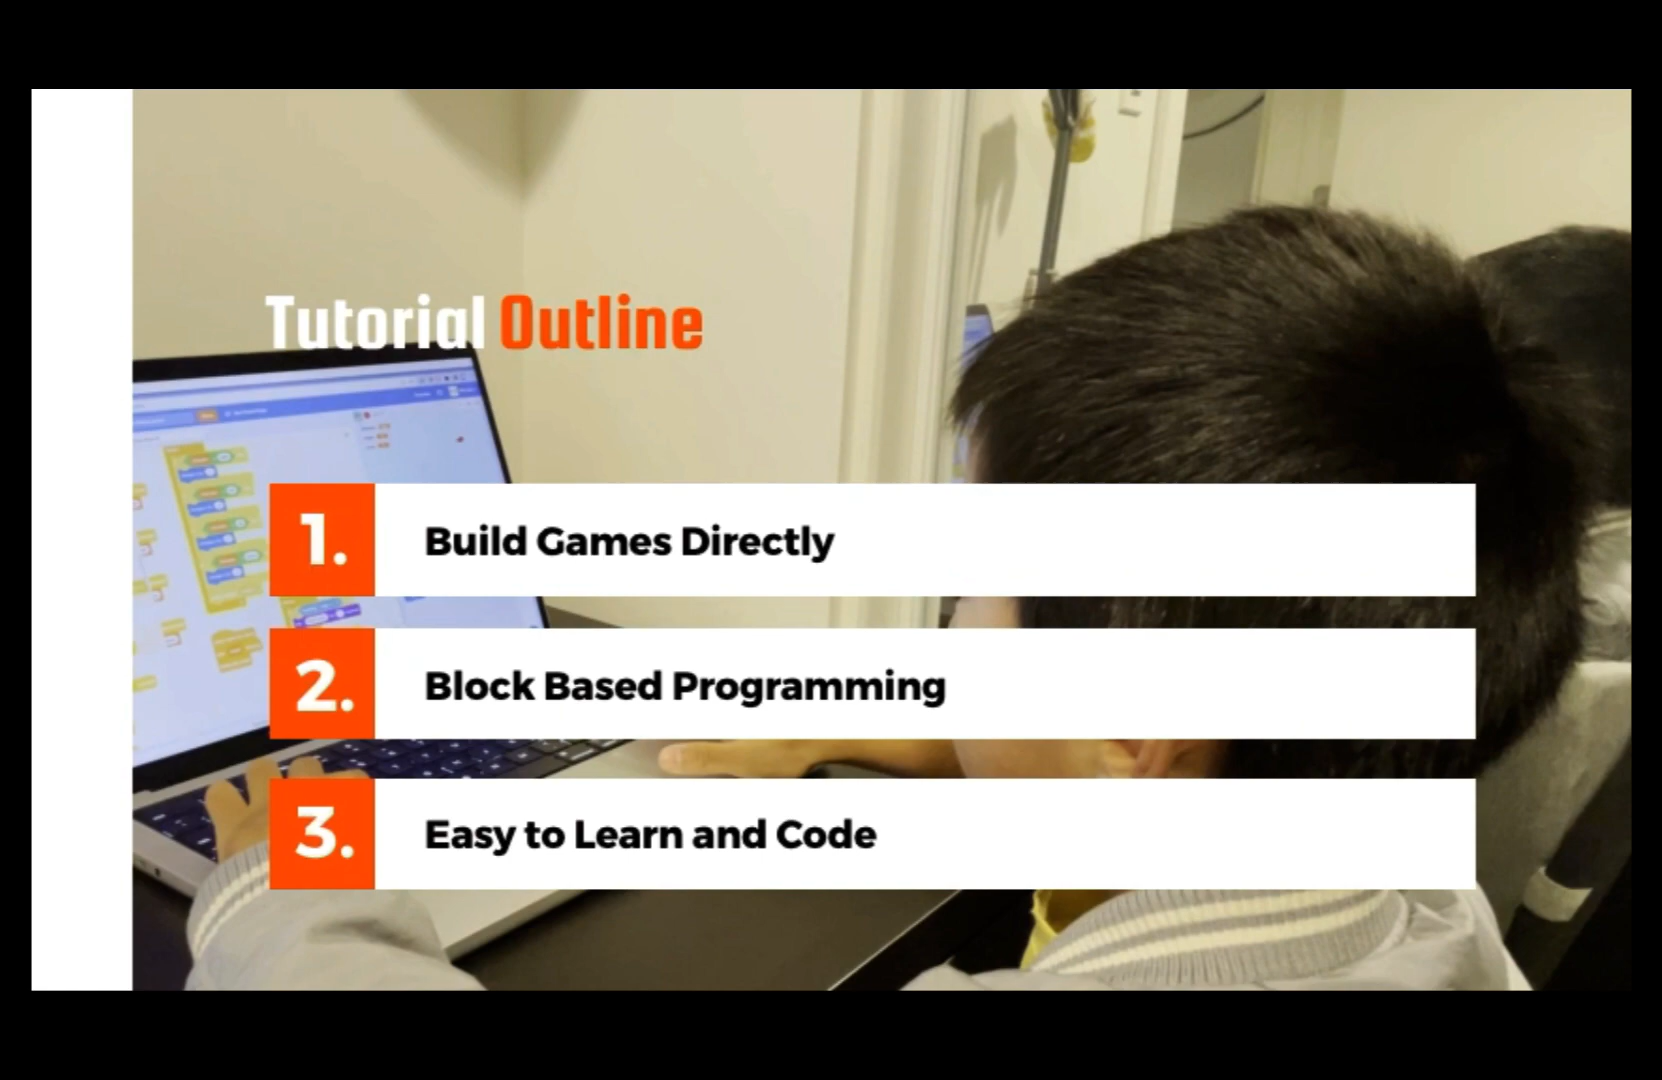 Tutorial Outline
1. Build Games Directly
2. Block Based Programming
3. Easy to Learn and Code